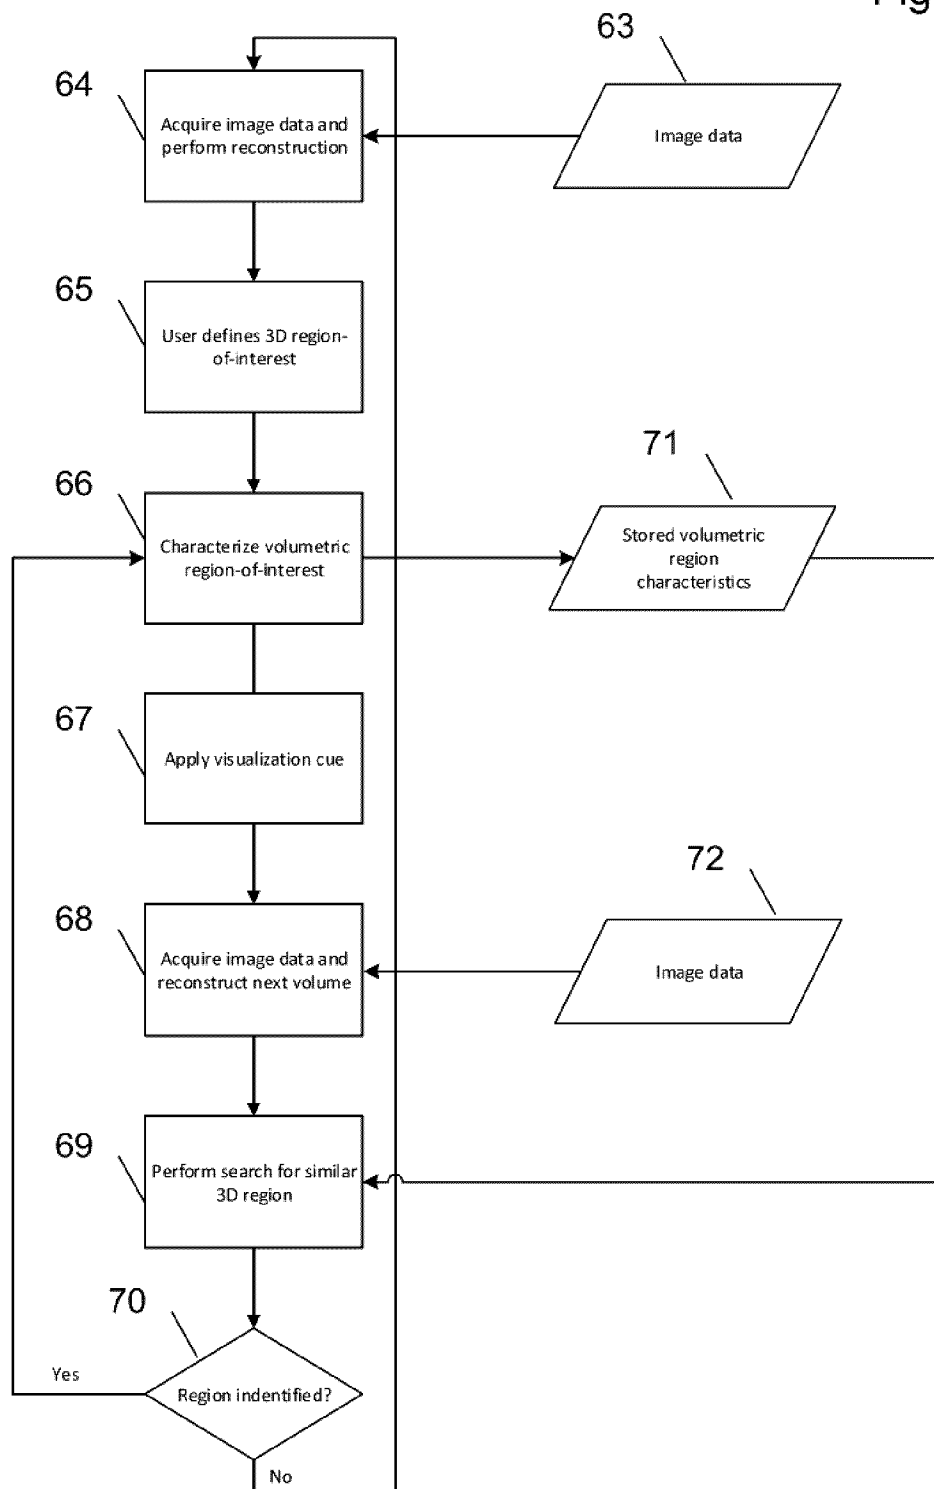 Fig
63
64
Acquire image data and
perform reconstruction
Image data
65
User defines 3D region-
of-interest
71
66
Characterize volumetric
region-of-interest
Stored volumetric
region
characteristics
67
Apply visualization cue
72
68
Acquire image data and
reconstruct next volume
Image data
69
Perform search for similar
3D region
70
Yes
Region indentified?
No